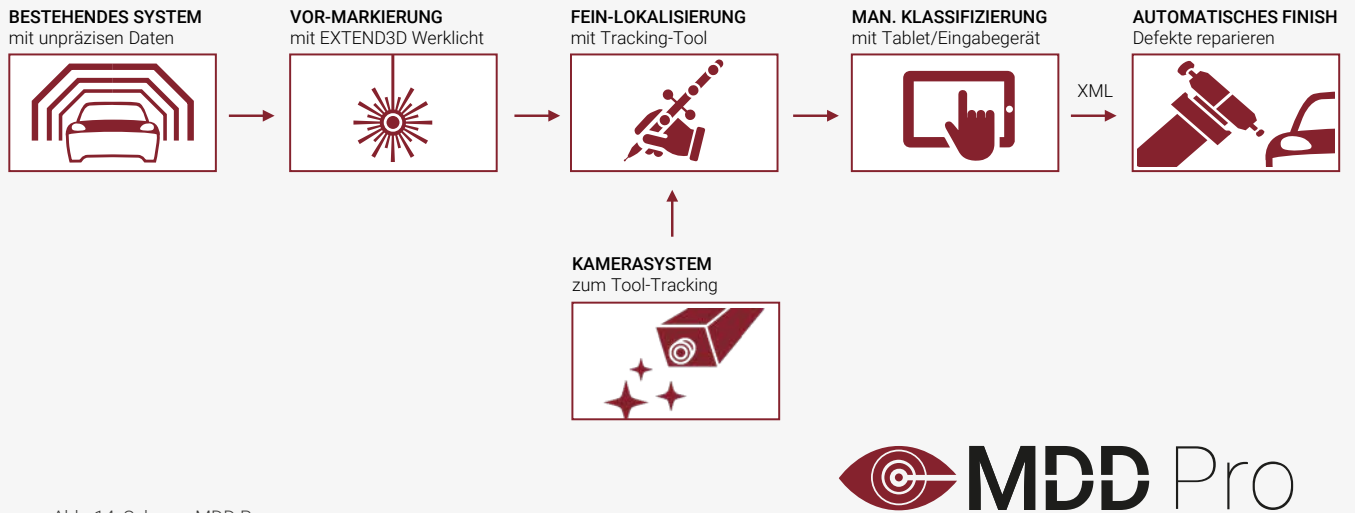 BESTEHENDES SYSTEM
mit unpräzisen Daten
VOR-MARKIERUNG
mit EXTEND3D Werklicht
FEIN-LOKALISIERUNG
mit Tracking-Tool
MAN. KLASSIFIZIERUNG
mit Tablet/Eingabegerät
XML
AUTOMATISCHES FINISH
Defekte reparieren
KAMERASYSTEM
zum Tool-Tracking
MDD Pro